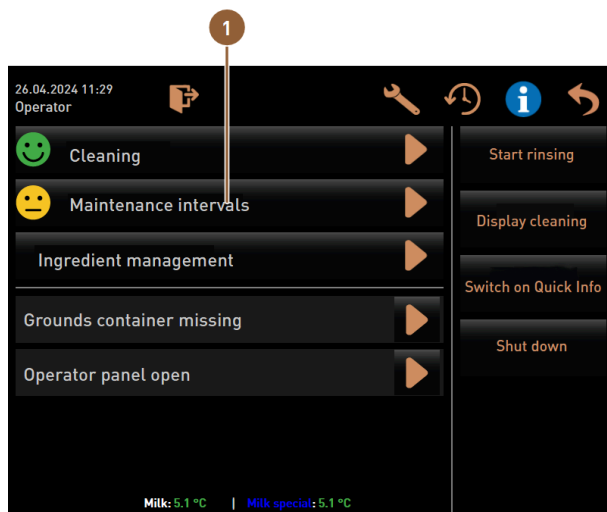 1
26.04.2024 11:29
Operator
Cleaning
Maintenance intervals
Ingredient management
Grounds container missing
Operator panel open
Start rinsing
Display cleaning
Switch on Quick Info
Shut down
Milk: 5.1 °C | Milk special: 5.1 °C